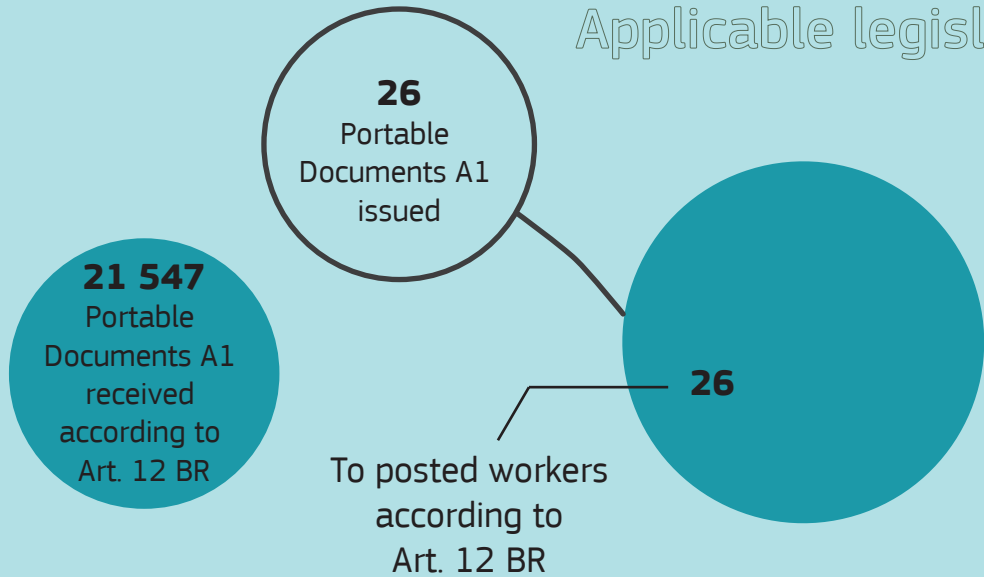 Applicable legisl
26
Portable
Documents A1
issued
21 547
Portable
Documents A1
received
according to
Art. 12 BR
26
To posted workers
according to
Art. 12 BR